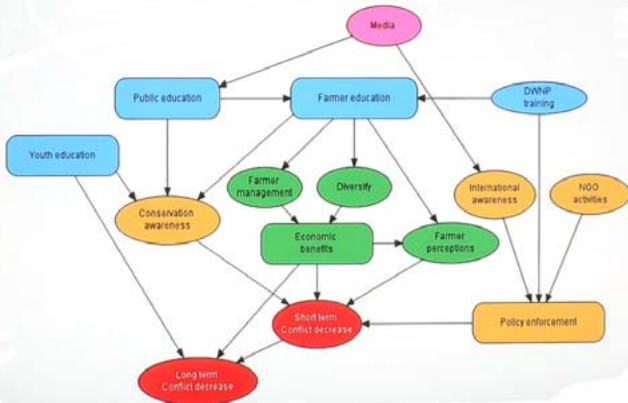 Media
Public education
Farmer education
DWNP
training
Youth education
Farmer
management
Diversify
International
awareness
NGO
activities
Conservation
awareness
Economic
benefits
Farmer
perceptions
Short term
Conflict decrease
Policy enforcement
Long term
Conflict decrease